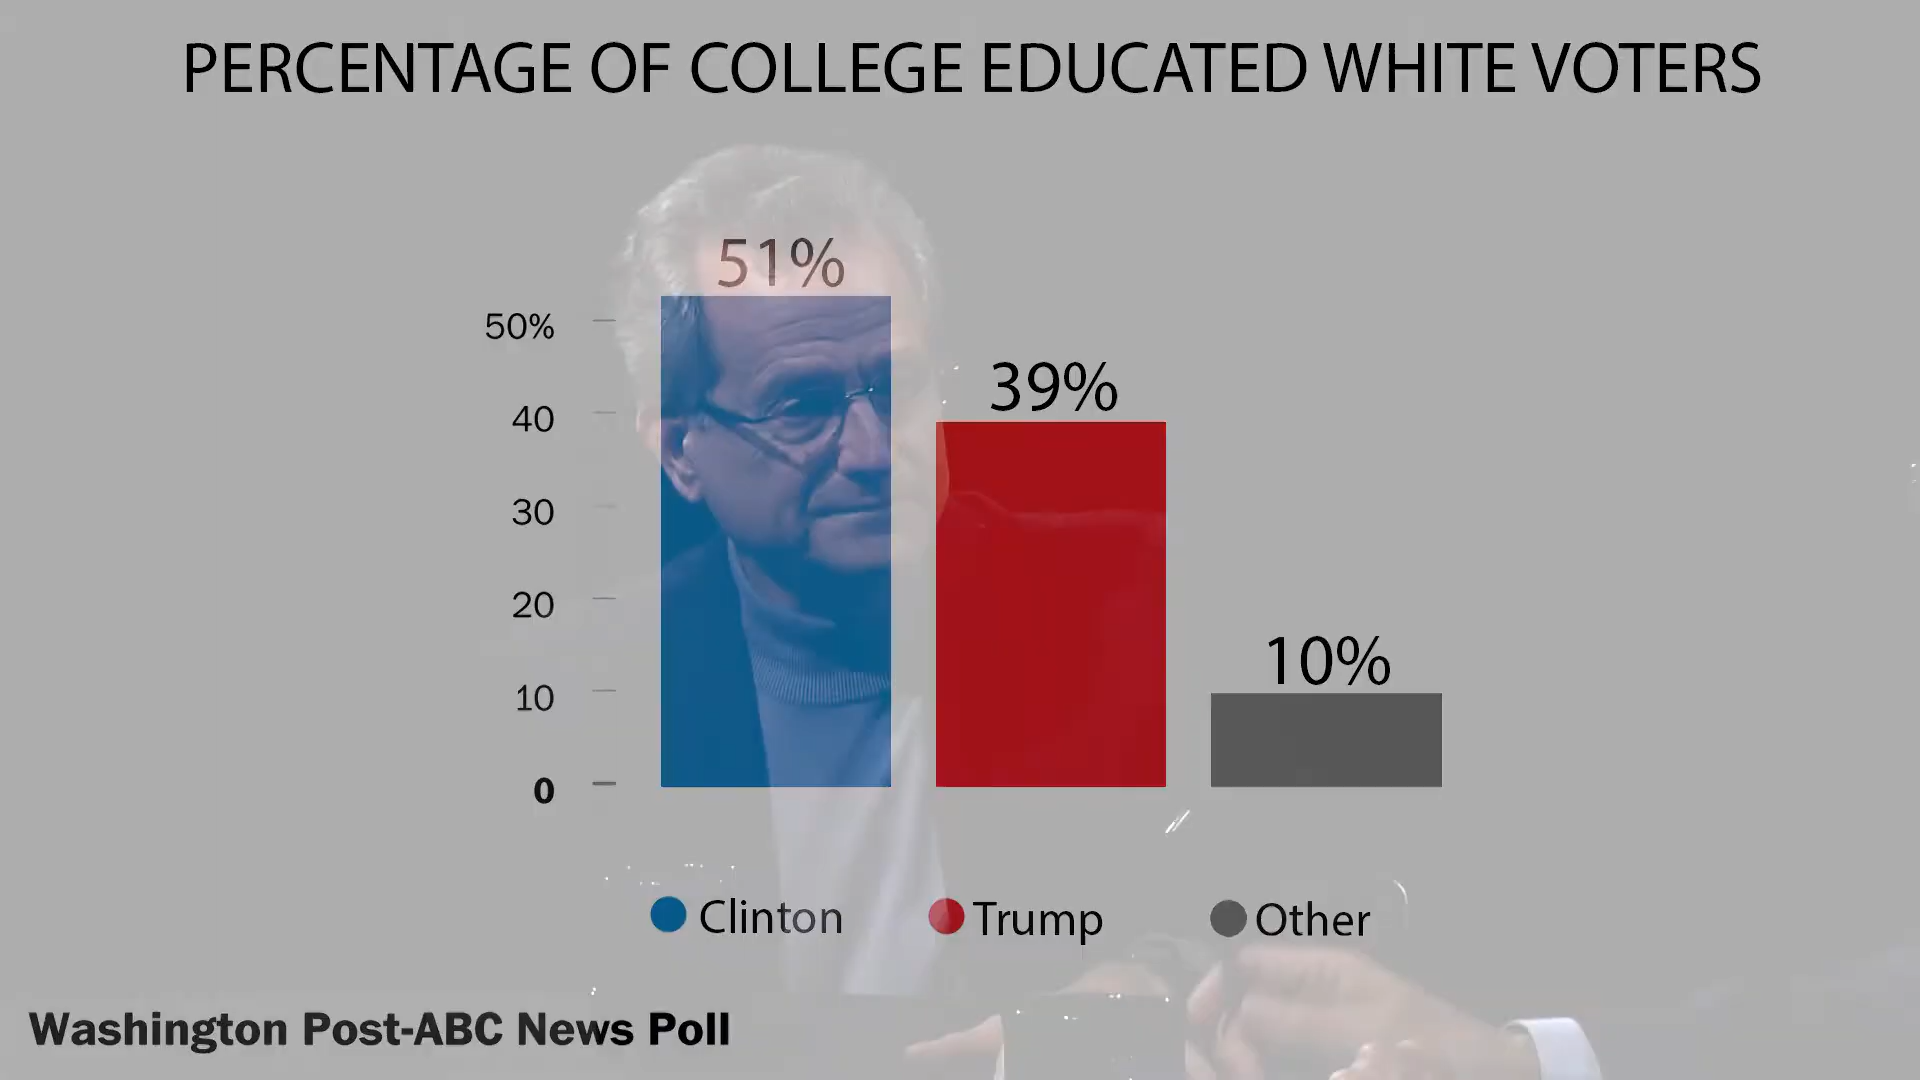 PERCENTAGE OF COLLEGE EDUCATED WHITE VOTERS
51%
39%
10%
50%
40
30
20
10
0
Clinton
Trump
Other
Washington Post-ABC News Poll